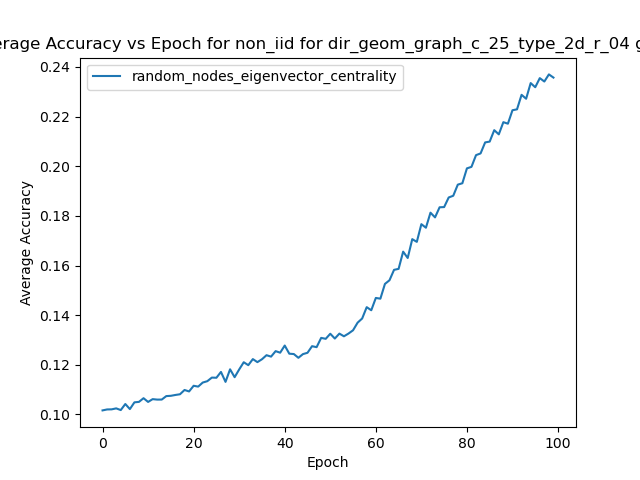 erage Accuracy vs Epoch for non_iid for dir_geom_graph_c_25_type_2d_r_04 g
random_nodes_eigenvector_centrality
0.24
0.22
0.20
0.18
0.16
0.14
0.12
0.10
Average Accuracy
0 20 40 60 80 100
Epoch